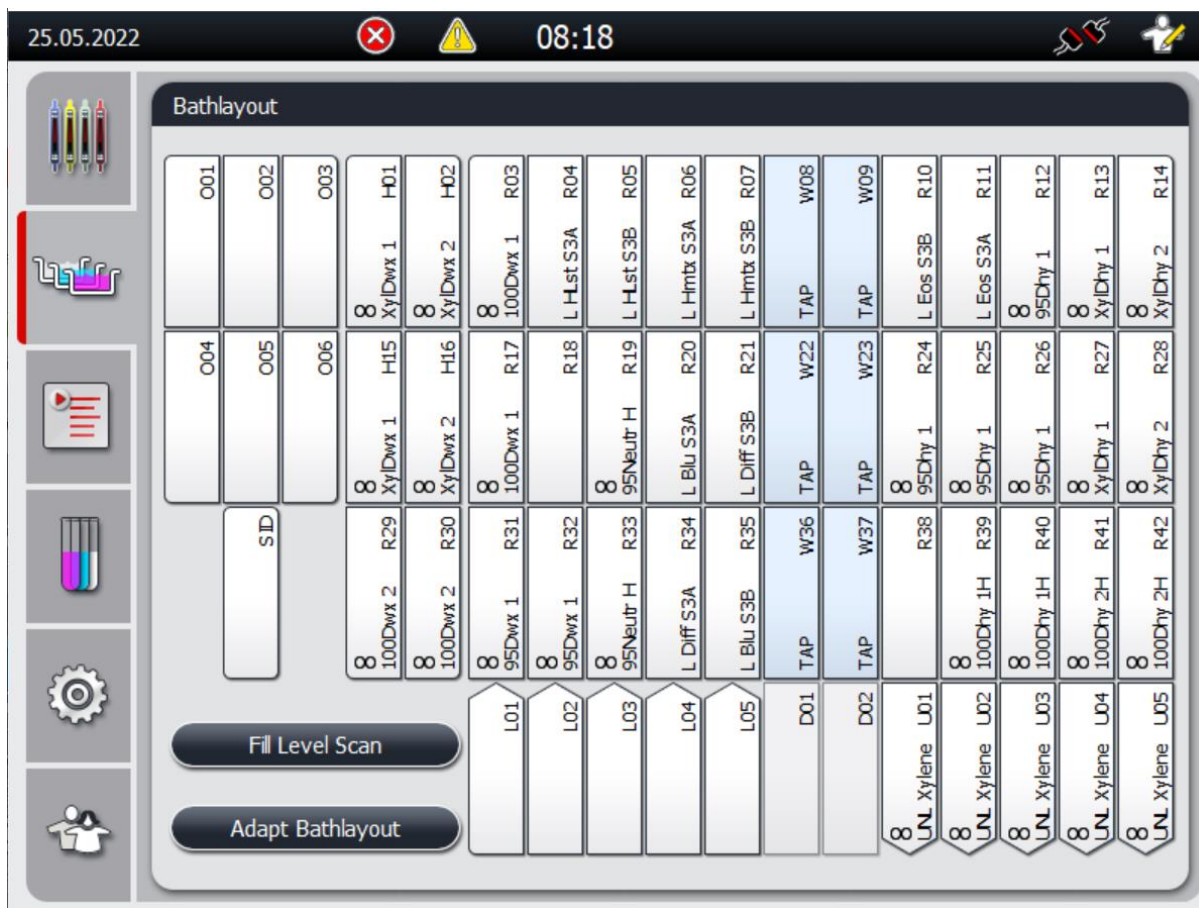 25.05.2022 08:18
Bathlayout
O01
O02
O03
∞ XylDwx 1 H01
∞ XylDwx 2 H02
∞ 100Dwx 1 R03
L HLst S3A R04
L HLst S3B R05
L Hmtx S3A R06
L Hmtx S3B R07
TAP W08
TAP W09
L Eos S3B R10
L Eos S3A R11
∞ 95Dhy 1 R12
∞ XylDhy 1 R13
∞ XylDhy 2 R14
O04
O05
O06
∞ XylDwx 1 H15
∞ XylDwx 2 H16
∞ 100Dwx 1 R17
R18
∞ 95Neutr H R19
L Blu S3A R20
L Diff S3B R21
TAP W22
TAP W23
∞ 95Dhy 1 R24
∞ 95Dhy 1 R25
∞ 95Dhy 1 R26
∞ XylDhy 1 R27
∞ XylDhy 2 R28
SID
∞ 100Dwx 2 R29
∞ 100Dwx 2 R30
∞ 95Dwx 1 R31
∞ 95Dwx 1 R32
∞ 95Neutr H R33
L Diff S3A R34
L Blu S3B R35
TAP W36
TAP W37
R38
∞ 100Dhy 1H R39
∞ 100Dhy 1H R40
∞ 100Dhy 2H R41
∞ 100Dhy 2H R42
L01
L02
L03
L04
L05
D01
D02
∞ UNL Xylene U01
∞ UNL Xylene U02
∞ UNL Xylene U03
∞ UNL Xylene U04
∞ UNL Xylene U05
Fill Level Scan
Adapt Bathlayout